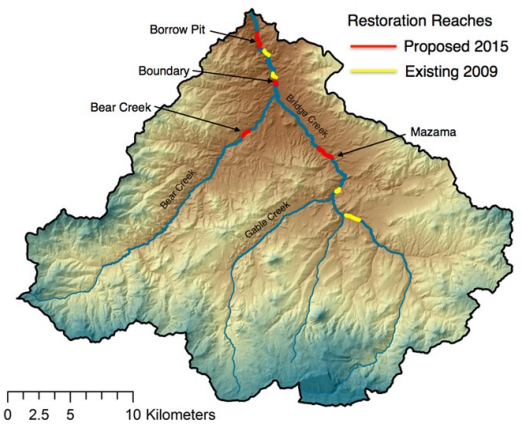 Restoration Reaches
Proposed 2015
Existing 2009
Borrow Pit
Boundary
Bear Creek
Bridge Creek
Mazama
Bear Creek
Gable Creek
0 2.5 5 10 Kilometers